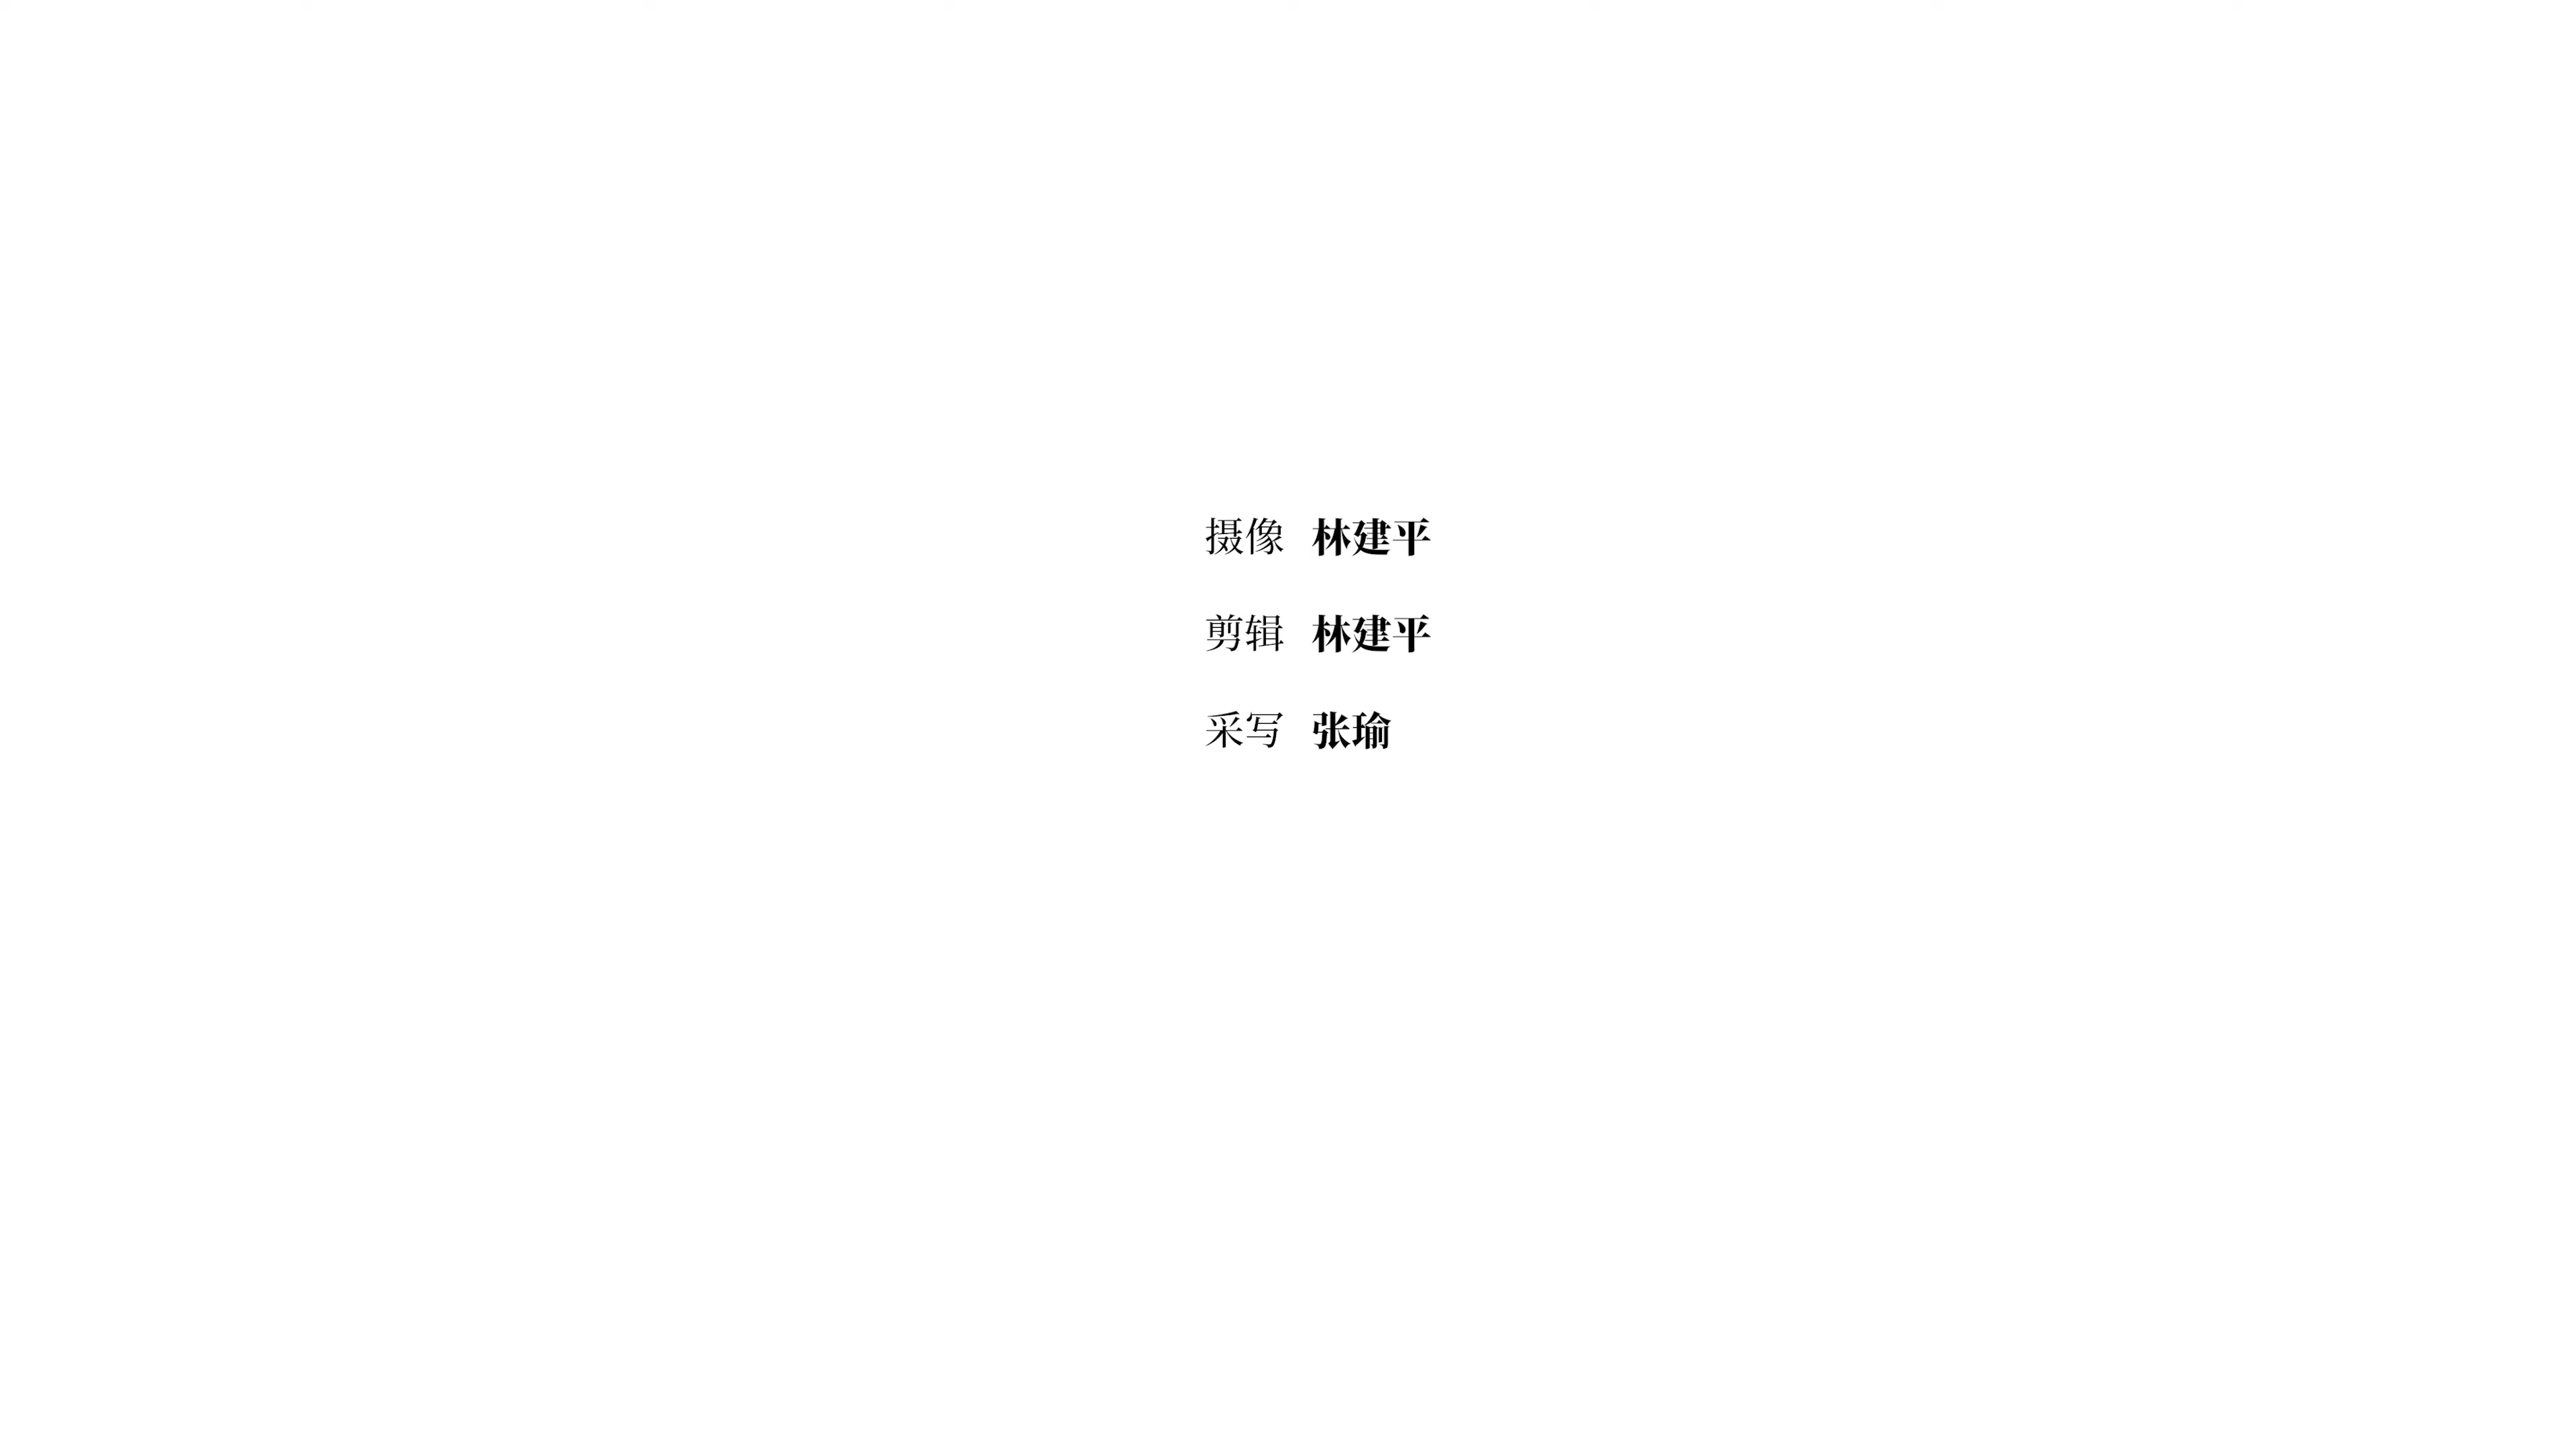 摄像 林建平
剪辑 林建平
采写 张瑜